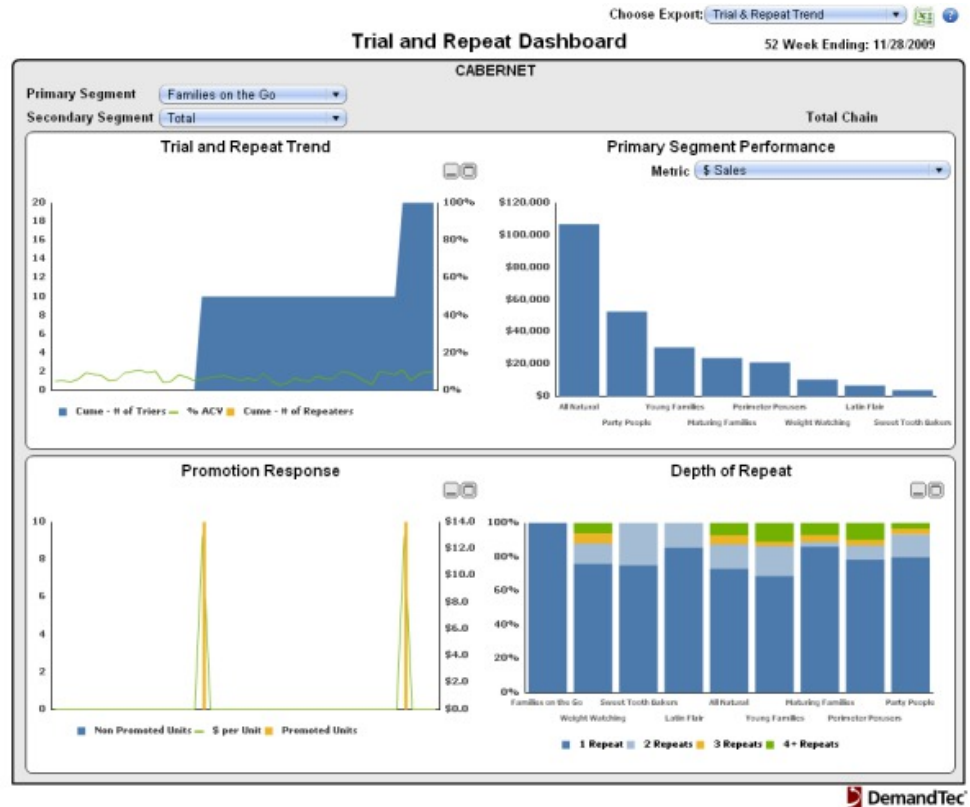 Choose Export: Trial & Repeat Trend
Trial and Repeat Dashboard
52 Week Ending: 11/28/2009
CABERNET
Primary Segment Families on the Go
Secondary Segment Total
Total Chain
Trial and Repeat Trend
20
18
16
14
12
10
8
6
4
2
0
100%
80%
60%
40%
20%
0%
Cume - # of Triers % ACV Cume - # of Repeaters
Primary Segment Performance
Metric $ Sales
$120,000
$100,000
$80,000
$60,000
$40,000
$20,000
$0
All Natural Young Families Perimeter Perusers Latin Flair
Party People Maturing Families Weight Watching Sweet Tooth Bakers
Promotion Response
10
8
6
4
2
0
$14.0
$12.0
$10.0
$8.0
$6.0
$4.0
$2.0
$0.0
Non Promoted Units $ per Unit Promoted Units
Depth of Repeat
100%
80%
60%
40%
20%
0%
Families on the Go Sweet Tooth Bakers All Natural Maturing Families Party People
Weight Watching Latin Flair Young Families Perimeter Perusers
1 Repeat 2 Repeats 3 Repeats 4+ Repeats
DemandTec